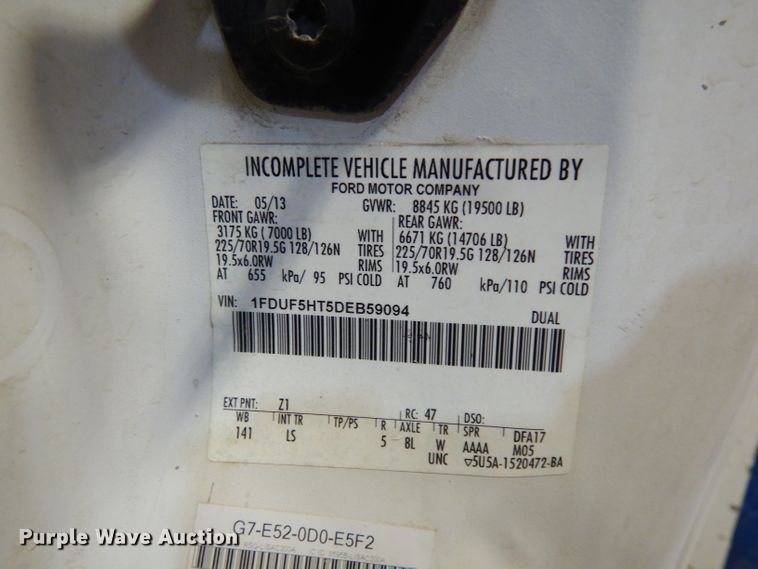 INCOMPLETE VEHICLE MANUFACTURED BY
FORD MOTOR COMPANY
DATE: 05/13 GVWR: 8845 KG (19500 LB)
FRONT GAWR: REAR GAWR:
3175 KG ( 7000 LB) WITH 6671 KG (14706 LB) WITH
225/70R19.5G 128/126N TIRES 225/70R19.5G 128/126N TIRES
19.5x6.0RW RIMS 19.5x6.0RW RIMS
AT 655 kPa/ 95 PSI COLD AT 760 kPa/110 PSI COLD
VIN: 1FDUF5HT5DEB59094 DUAL
EXT PNT: Z1 RC: 47 DSO:
WB INT TR TP/PS R AXLE TR SPR DFA17
141 LS 5 8L W AAAA M05
UNC ▽5U5A-1520472-BA
G7-E52-0D0-E5F2
Purple Wave Auction